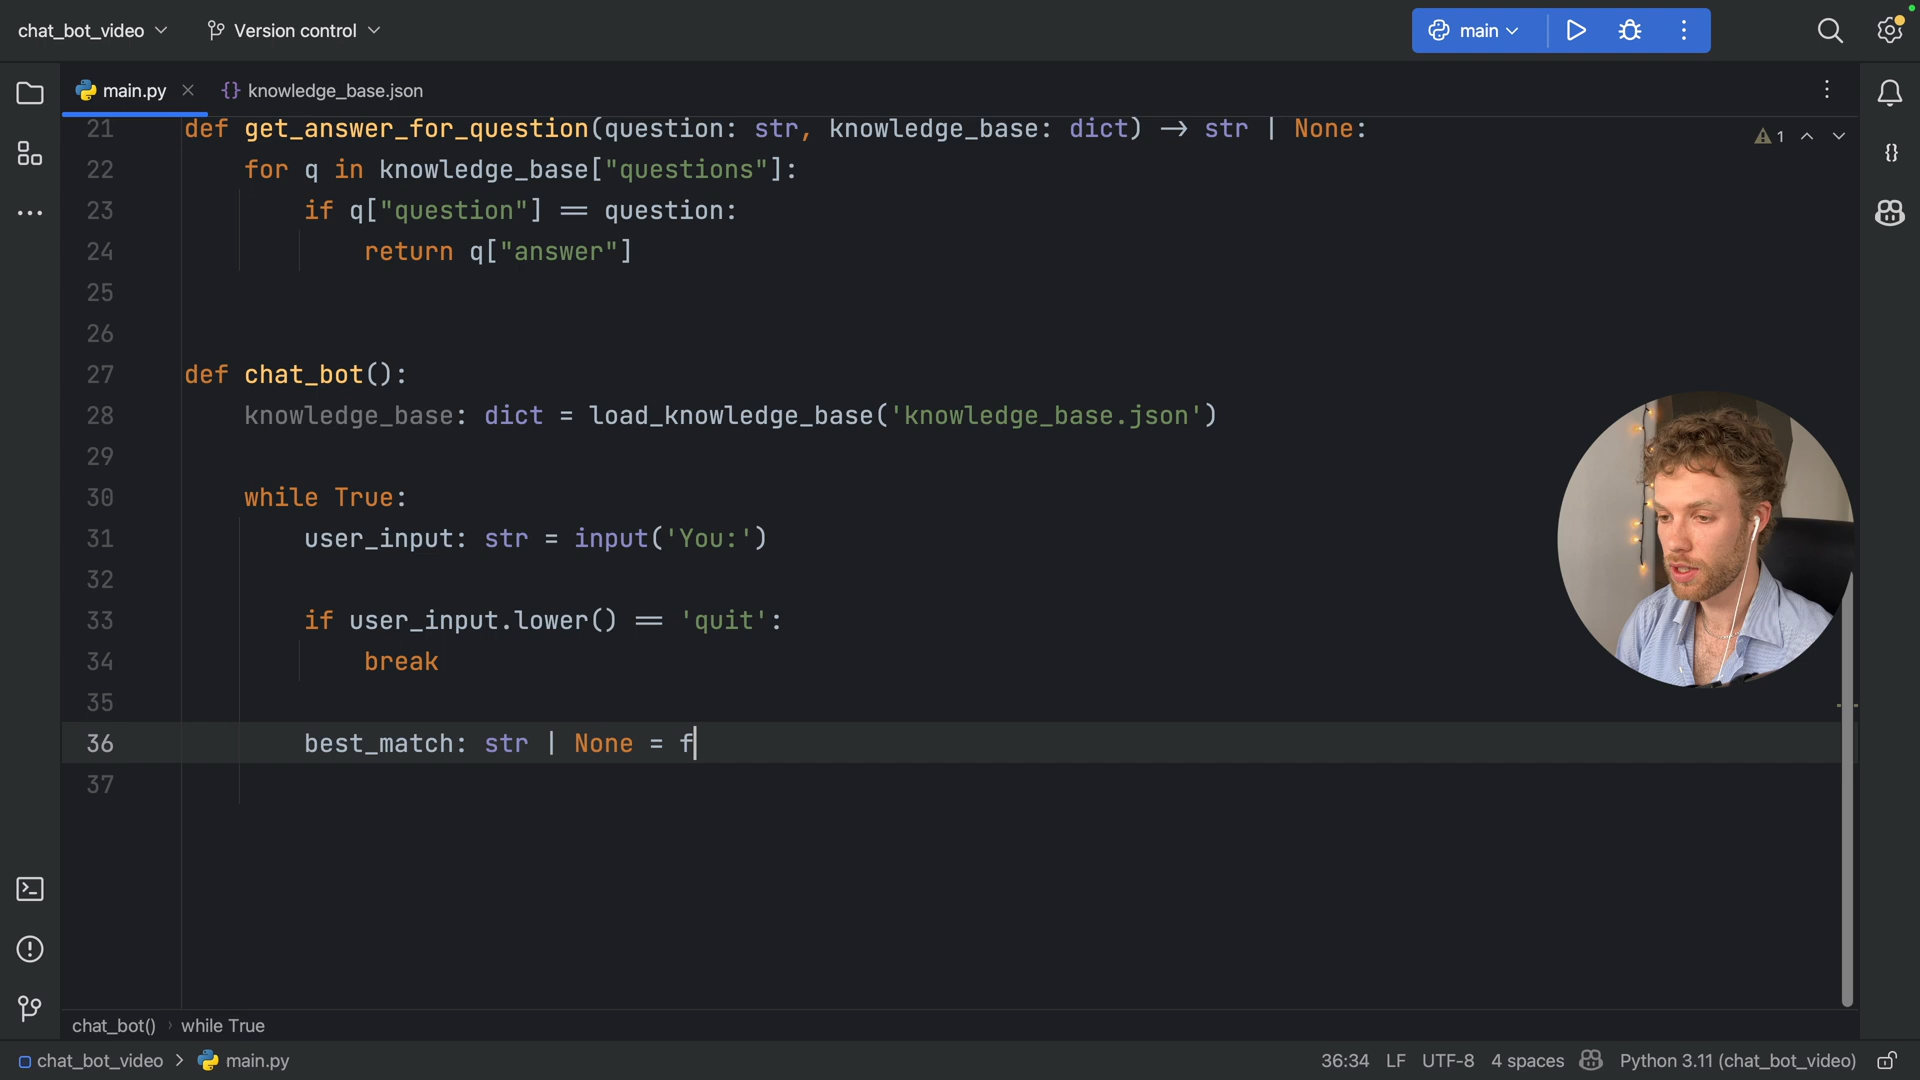 chat_bot_video
Version control
main
main.py
knowledge_base.json
21 def get_answer_for_question(question: str, knowledge_base: dict) → str | None:
1
22 for q in knowledge_base["questions"]:
{}
23 if q["question"] == question:
24 return q["answer"]
25
26
27 def chat_bot():
28 knowledge_base: dict = load_knowledge_base('knowledge_base.json')
29
30 while True:
31 user_input: str = input('You:')
32
33 if user_input.lower() == 'quit':
34 break
35
36 best_match: str | None = f
37
chat_bot() › while True
chat_bot_video > main.py
36:34 LF UTF-8 4 spaces Python 3.11 (chat_bot_video)